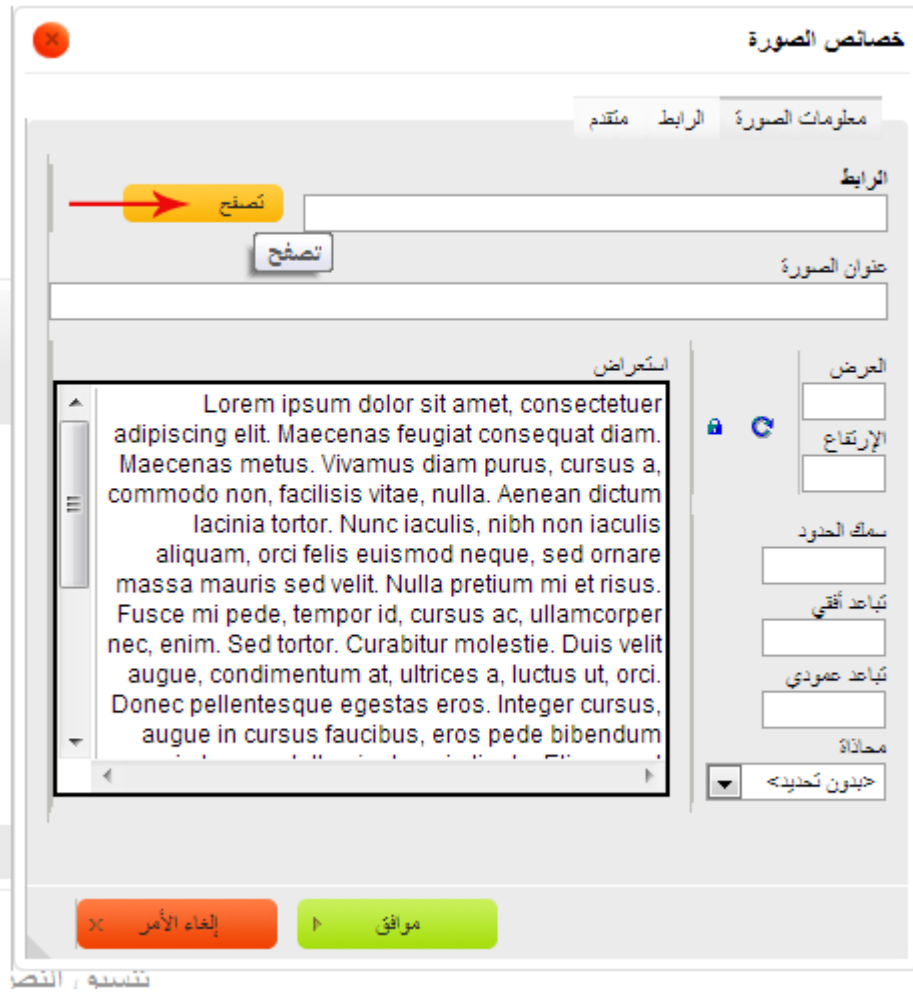 خصائص الصورة
معلومات الصورة
الرابط
متقدم
الرابط
تصفح
تصفح
عنوان الصورة
العرض
الإرتفاع
سمك الحدود
تباعد أفقي
تباعد عمودي
محاذاة
<بدون تحديد>
استعراض
Lorem ipsum dolor sit amet, consectetuer
adipiscing elit. Maecenas feugiat consequat diam.
Maecenas metus. Vivamus diam purus, cursus a,
commodo non, facilisis vitae, nulla. Aenean dictum
lacinia tortor. Nunc iaculis, nibh non iaculis
aliquam, orci felis euismod neque, sed ornare
massa mauris sed velit. Nulla pretium mi et risus.
Fusce mi pede, tempor id, cursus ac, ullamcorper
nec, enim. Sed tortor. Curabitur molestie. Duis velit
augue, condimentum at, ultrices a, luctus ut, orci.
Donec pellentesque egestas eros. Integer cursus,
augue in cursus faucibus, eros pede bibendum
موافق
إلغاء الأمر